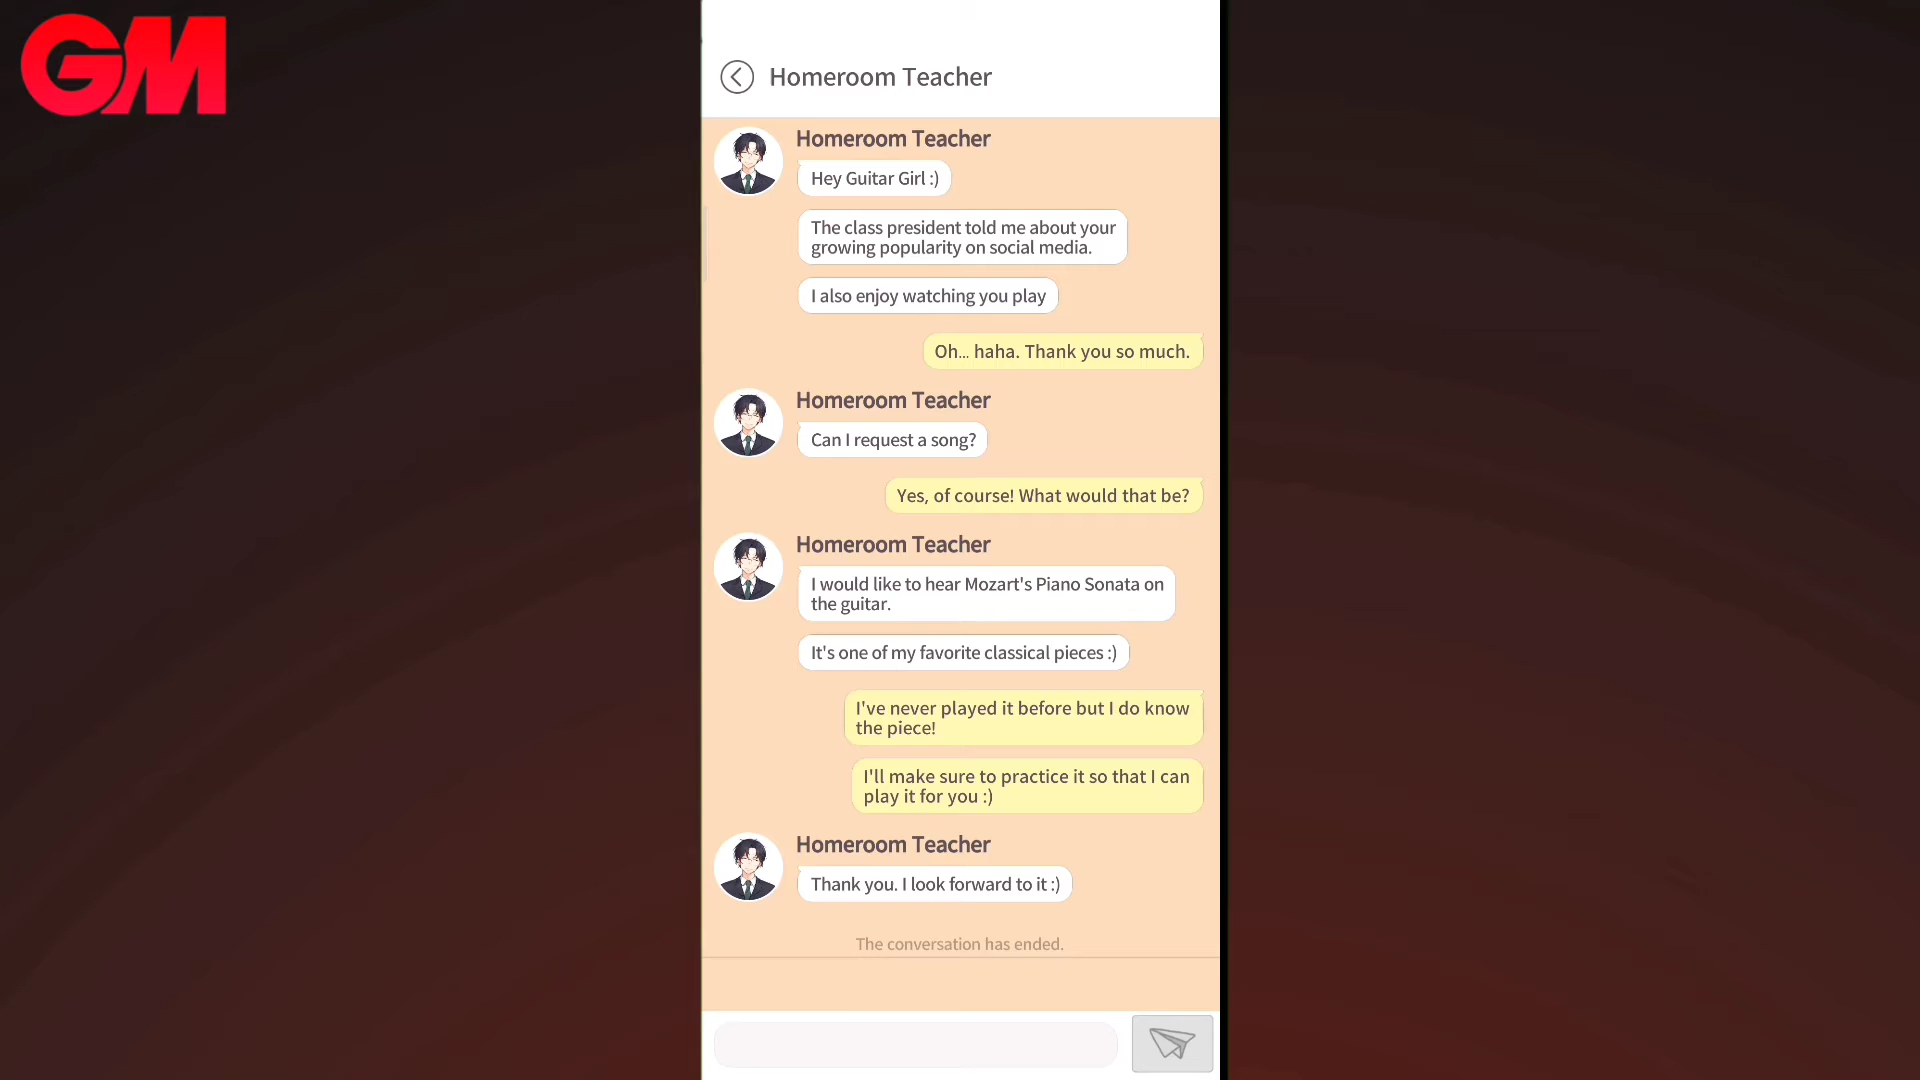 GM
Homeroom Teacher
Homeroom Teacher
Hey Guitar Girl :)
The class president told me about your
growing popularity on social media.
I also enjoy watching you play
Oh... haha. Thank you so much.
Homeroom Teacher
Can I request a song?
Yes, of course! What would that be?
Homeroom Teacher
I would like to hear Mozart's Piano Sonata on
the guitar.
It's one of my favorite classical pieces :)
I've never played it before but I do know
the piece!
I'll make sure to practice it so that I can
play it for you :)
Homeroom Teacher
Thank you. I look forward to it :)
The conversation has ended.